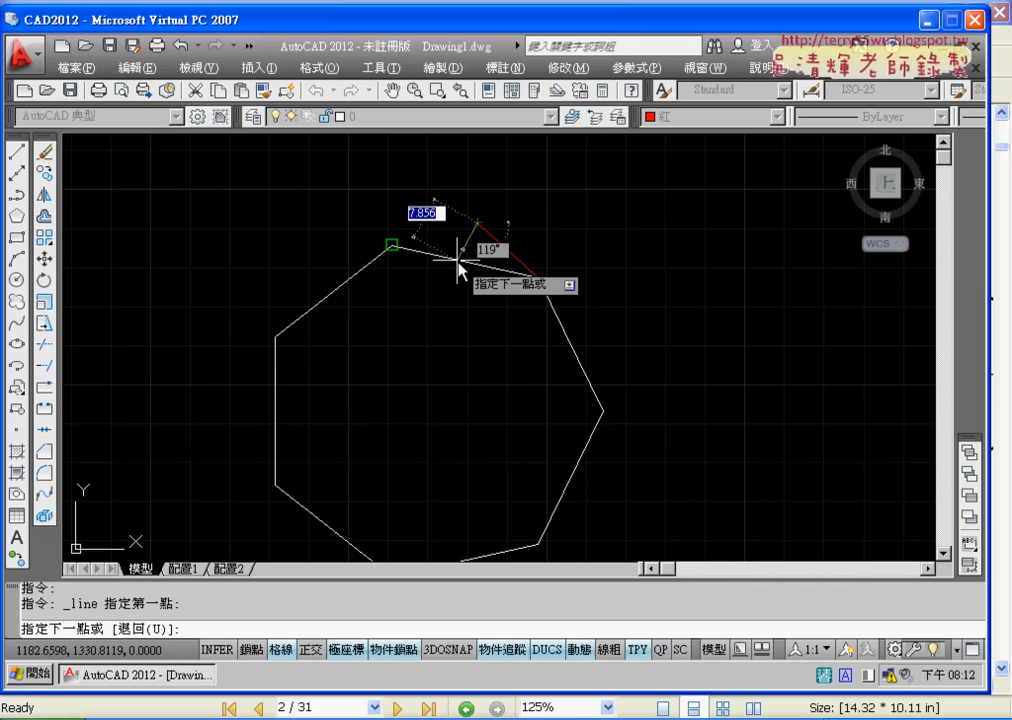 CAD2012 - Microsoft Virtual PC 2007
AutoCAD 2012 - 未註冊版 Drawing1.dwg
鍵入關鍵字或詞組
登入
http://terry55wu.blogspot.tw
吳清輝老師錄製
檔案(F) 編輯(E) 檢視(V) 插入(I) 格式(O) 工具(T) 繪製(D) 標註(N) 修改(M) 參數式(P) 視窗(W) 說明
Standard ISO-25
AutoCAD 典型 0 紅 ByLayer
北
西 上 東
南
WCS
7.856
119°
指定下一點或
Y
X
A
模型 配置1 配置2
指令:
指令: _line 指定第一點:
指定下一點或 [退回(U)]:
1182.6598, 1330.8119, 0.0000 INFER 鎖點 格線 正交 極座標 物件鎖點 3DOSNAP 物件追蹤 DUCS 動態 線粗 TPY QP SC 模型 1:1
開始 AutoCAD 2012 - [Drawin... 下午 08:12
Ready 2 / 31 125% Size: [14.32 * 10.11 in]